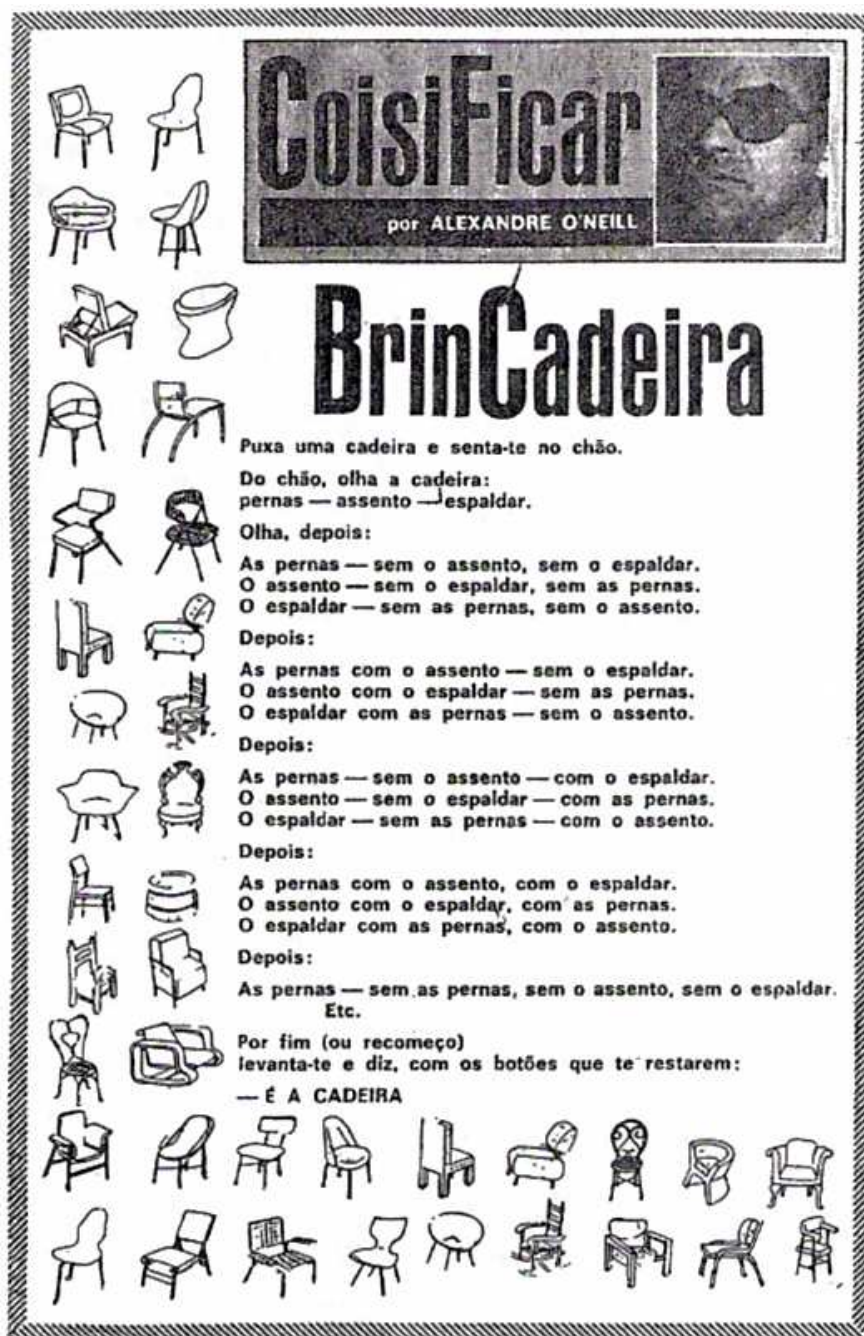 CoisiFicar
por ALEXANDRE O'NEILL
BrinCadeira
Puxa uma cadeira e senta-te no chão.
Do chão, olha a cadeira:
pernas — assento — espaldar.
Olha, depois:
As pernas — sem o assento, sem o espaldar.
O assento — sem o espaldar, sem as pernas.
O espaldar — sem as pernas, sem o assento.
Depois:
As pernas com o assento — sem o espaldar.
O assento com o espaldar — sem as pernas.
O espaldar com as pernas — sem o assento.
Depois:
As pernas — sem o assento — com o espaldar.
O assento — sem o espaldar — com as pernas.
O espaldar — sem as pernas — com o assento.
Depois:
As pernas com o assento, com o espaldar.
O assento com o espaldar, com as pernas.
O espaldar com as pernas, com o assento.
Depois:
As pernas — sem as pernas, sem o assento, sem o espaldar.
Etc.
Por fim (ou recomeço)
levanta-te e diz, com os botões que te restarem:
— É A CADEIRA